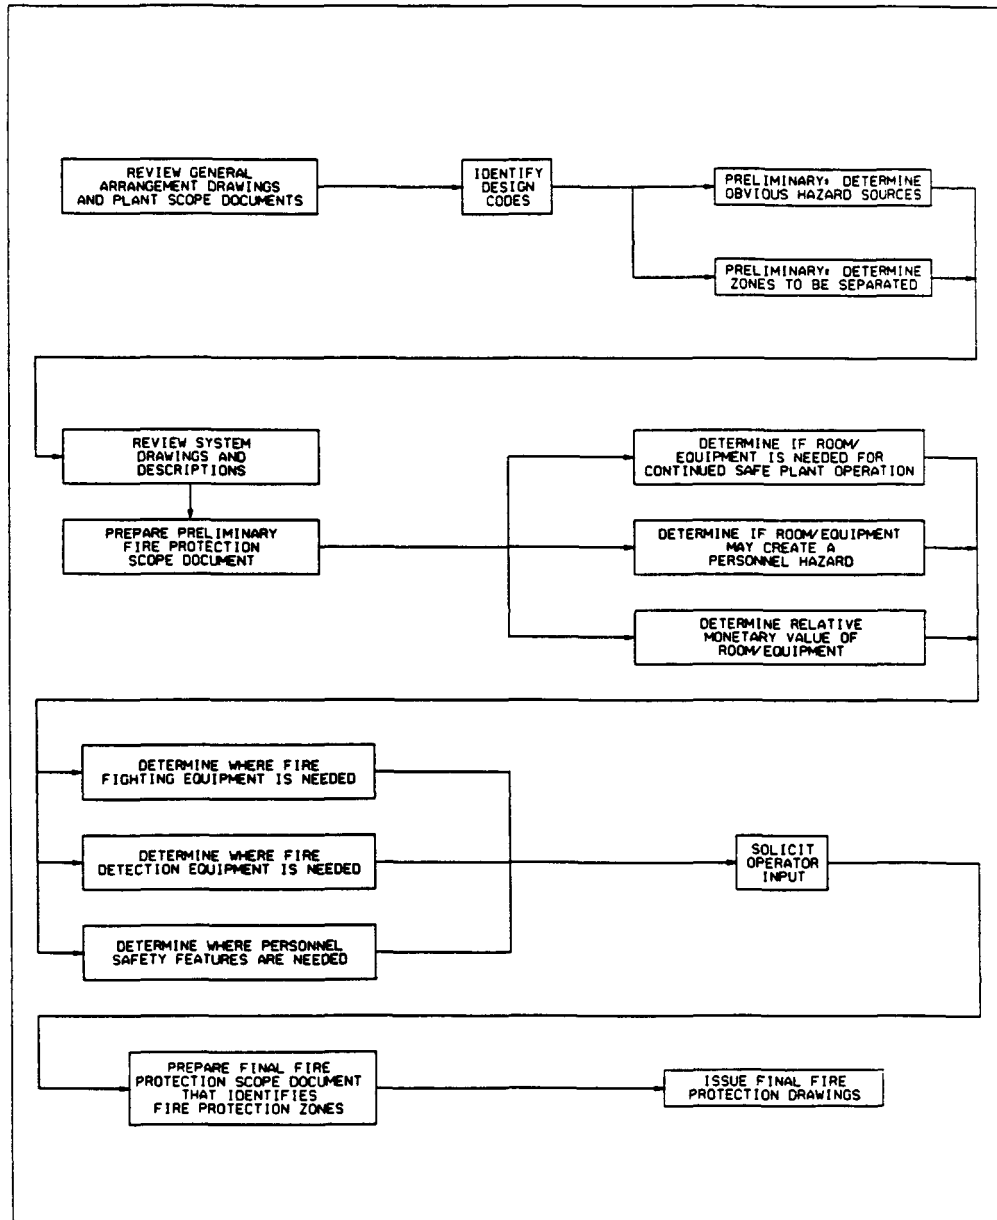 REVIEW GENERAL
ARRANGEMENT DRAWINGS
AND PLANT SCOPE DOCUMENTS
IDENTIFY
DESIGN
CODES
PRELIMINARY: DETERMINE
OBVIOUS HAZARD SOURCES
PRELIMINARY: DETERMINE
ZONES TO BE SEPARATED
REVIEW SYSTEM
DRAWINGS AND
DESCRIPTIONS
PREPARE PRELIMINARY
FIRE PROTECTION
SCOPE DOCUMENT
DETERMINE IF ROOM/
EQUIPMENT IS NEEDED FOR
CONTINUED SAFE PLANT OPERATION
DETERMINE IF ROOM/EQUIPMENT
MAY CREATE A
PERSONNEL HAZARD
DETERMINE RELATIVE
MONETARY VALUE OF
ROOM/EQUIPMENT
DETERMINE WHERE FIRE
FIGHTING EQUIPMENT IS NEEDED
DETERMINE WHERE FIRE
DETECTION EQUIPMENT IS NEEDED
DETERMINE WHERE PERSONNEL
SAFETY FEATURES ARE NEEDED
SOLICIT
OPERATOR
INPUT
PREPARE FINAL FIRE
PROTECTION SCOPE DOCUMENT
THAT IDENTIFIES
FIRE PROTECTION ZONES
ISSUE FINAL FIRE
PROTECTION DRAWINGS